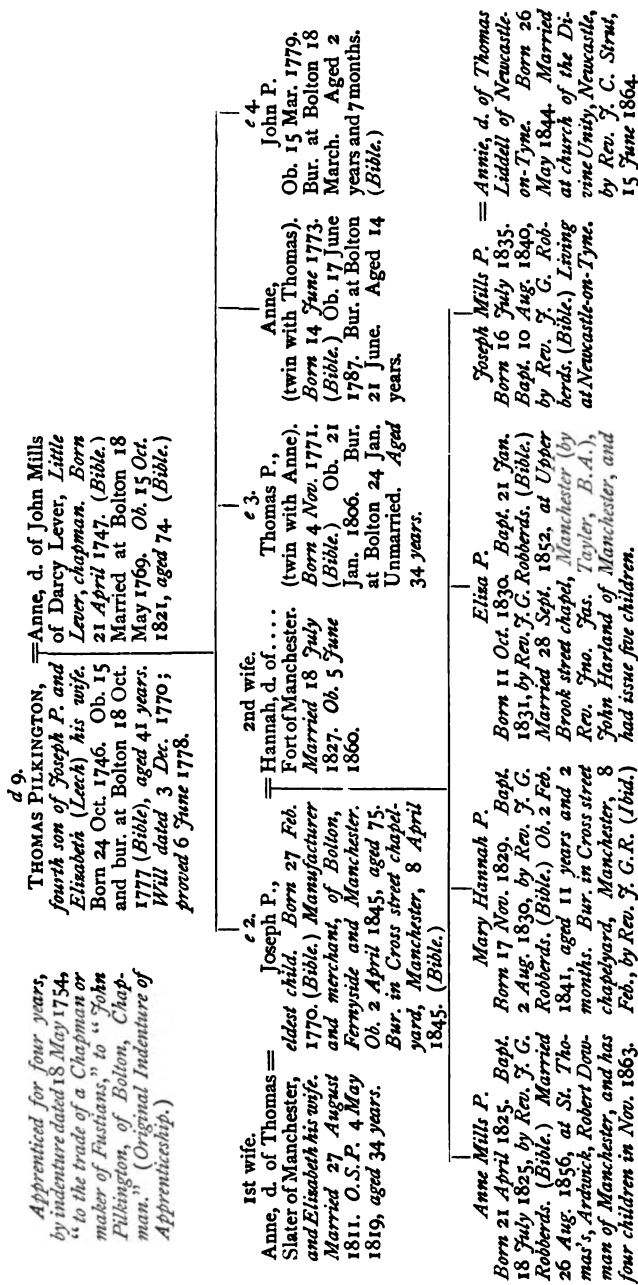 Apprenticed for four years,
by indenture dated 18 May 1754,
“to the trade of a Chapman or
maker of Fustians,” to “John
Pilkington, of Bolton, Chap-
man.” (Original Indenture of
Apprenticeship.)
d 9.
THOMAS PILKINGTON,
fourth son of Joseph P. and
Elizabeth (Leech) his wife.
Born 24 Oct. 1746. Ob. 15
and bur. at Bolton 18 Oct.
1777 (Bible), aged 41 years.
Will dated 3 Dec. 1770;
proved 6 June 1778.
=Anne, d. of John Mills
of Darcy Lever, Little
Lever, chapman. Born
21 April 1747. (Bible.)
Married at Bolton 18
May 1769. Ob. 15 Oct.
1821, aged 74. (Bible.)
1st wife.
Anne, d. of Thomas =
Slater of Manchester,
and Elizabeth his wife.
Married 27 August
1811. O.S.P. 4 May
1819, aged 34 years.
e 2.
Joseph P.,
eldest child. Born 27 Feb.
1770. (Bible.) Manufacturer
and merchant, of Bolton,
Fernyside and Manchester.
Ob. 2 April 1845, aged 75.
Bur. in Cross street chapel-
yard, Manchester, 8 April
1845. (Bible.)
2nd wife.
=Hannah, d. of ....
Fort of Manchester.
Married 18 July
1827. Ob. 5 June
1860.
e 3.
Thomas P.,
(twin with Anne).
Born 4 Nov. 1771.
(Bible.) Ob. 21
Jan. 1806. Bur.
at Bolton 24 Jan.
Unmarried. Aged
34 years.
Anne,
(twin with Thomas).
Born 14 June 1773.
(Bible.) Ob. 17 June
1787. Bur. at Bolton
21 June. Aged 14
years.
e 4.
John P.
Ob. 15 Mar. 1779.
Bur. at Bolton 18
March. Aged 2
years and 7 months.
(Bible.)
Anne Mills P.
Born 21 April 1825. Bapt.
18 July 1825, by Rev. J. G.
Robberds. (Bible.) Married
26 Aug. 1856, at St. Tho-
mas's, Ardwick, Robert Dow-
man of Manchester, and has
four children in Nov. 1863.
Mary Hannah P.
Born 17 Nov. 1829. Bapt.
2 Aug. 1830, by Rev. J. G.
Robberds. (Bible.) Ob. 2 Feb.
1841, aged 11 years and 2
months. Bur. in Cross street
chapelyard, Manchester, 8
Feb., by Rev. J. G. R. (Ibid.)
Eliza P.
Born 11 Oct. 1830. Bapt. 21 Jan.
1831, by Rev. J. G. Robberds. (Bible.)
Married 28 Sept. 1852, at Upper
Brook street chapel, Manchester (by
Rev. Jno. Jas. Tayler, B.A.),
John Harland of Manchester, and
had issue five children.
Joseph Mills P.
Born 16 July 1835.
Bapt. 10 Aug. 1840,
by Rev. J. G. Rob-
berds. (Bible.) Living
at Newcastle-on-Tyne.
= Annie, d. of Thomas
Liddell of Newcastle-
on-Tyne. Born 26
May 1844. Married
at church of the Di-
vine Unity, Newcastle,
by Rev. J. C. Strut,
15 June 1864.